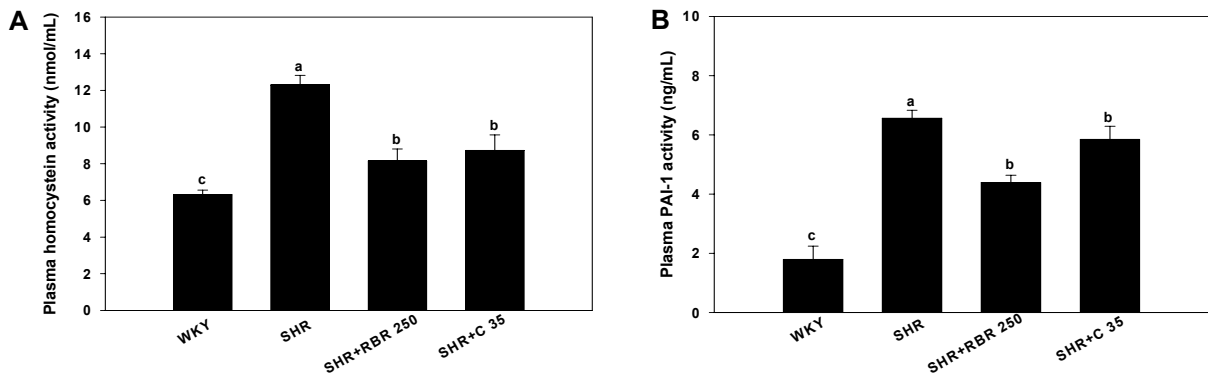 A
Plasma homocystein activity (nmol/mL)
16
14
12
10
8
6
4
2
0
c
a
b
b
WKY
SHR
SHR+RBR 250
SHR+C 35
B
Plasma PAI-1 activity (ng/mL)
10
8
6
4
2
0
c
a
b
b
WKY
SHR
SHR+RBR 250
SHR+C 35